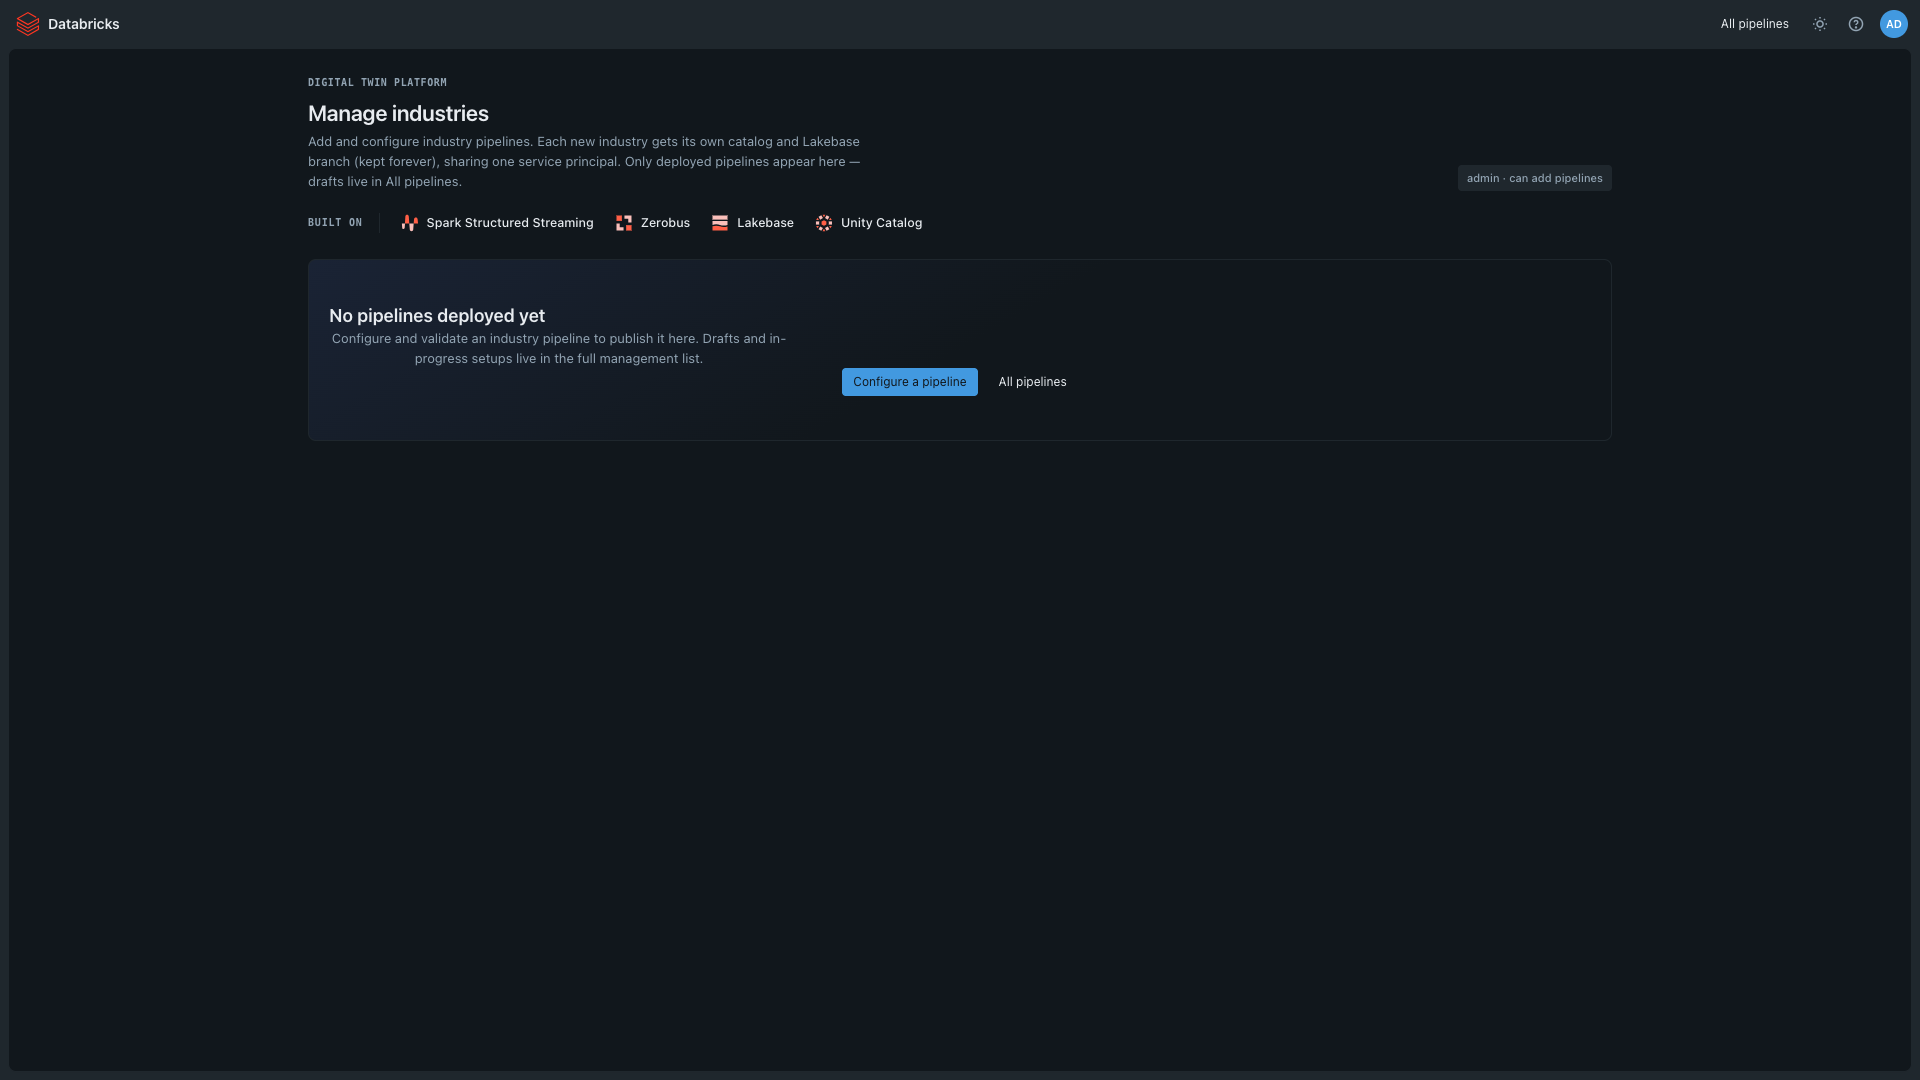 Databricks
All pipelines
AD
DIGITAL TWIN PLATFORM
Manage industries
Add and configure industry pipelines. Each new industry gets its own catalog and Lakebase
branch (kept forever), sharing one service principal. Only deployed pipelines appear here —
drafts live in All pipelines.
admin · can add pipelines
BUILT ON
Spark Structured Streaming
Zerobus
Lakebase
Unity Catalog
No pipelines deployed yet
Configure and validate an industry pipeline to publish it here. Drafts and in-
progress setups live in the full management list.
Configure a pipeline
All pipelines